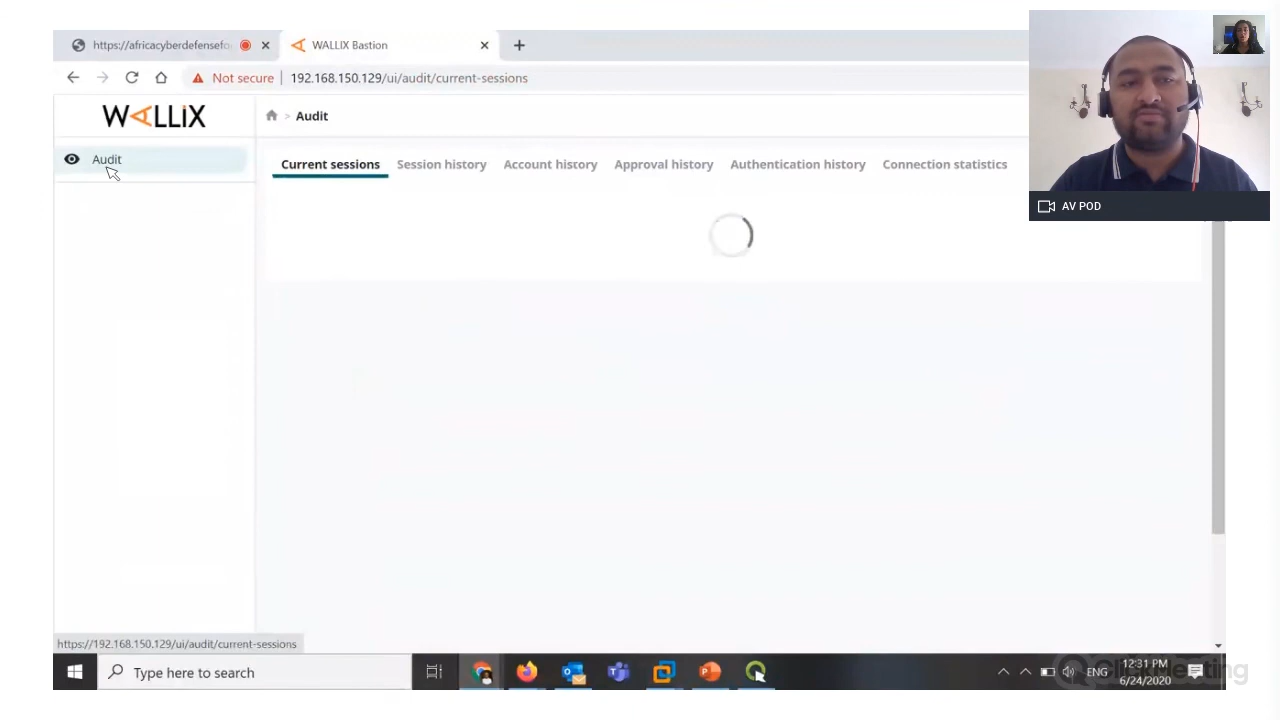 https://africacyberdefensefo
WALLIX Bastion
Not secure
192.168.150.129/ui/audit/current-sessions
WALLIX
> Audit
Audit
Current sessions
Session history
Account history
Approval history
Authentication history
Connection statistics
AV POD
https://192.168.150.129/ui/audit/current-sessions
Type here to search
ENG
12:31 PM
6/24/2020
ClickMeeting